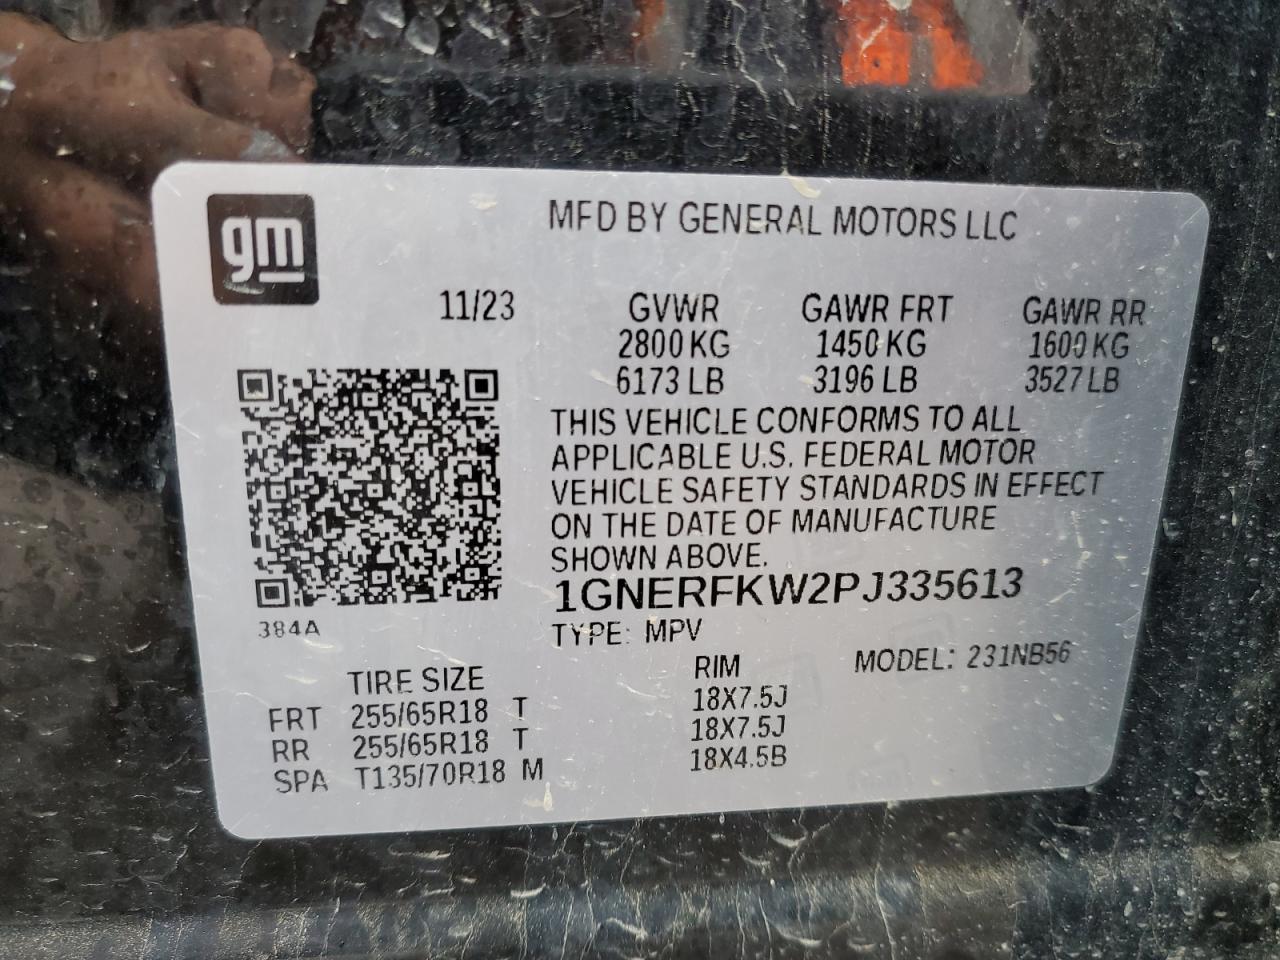 gm
MFD BY GENERAL MOTORS LLC
11/23 GVWR GAWR FRT GAWR RR
2800 KG 1450 KG 1600 KG
6173 LB 3196 LB 3527 LB
THIS VEHICLE CONFORMS TO ALL
APPLICABLE U.S. FEDERAL MOTOR
VEHICLE SAFETY STANDARDS IN EFFECT
ON THE DATE OF MANUFACTURE
SHOWN ABOVE.
1GNERFKW2PJ335613
384A
TYPE: MPV
MODEL: 231NB56
TIRE SIZE RIM
FRT 255/65R18 T 18X7.5J
RR 255/65R18 T 18X7.5J
SPA T135/70R18 M 18X4.5B